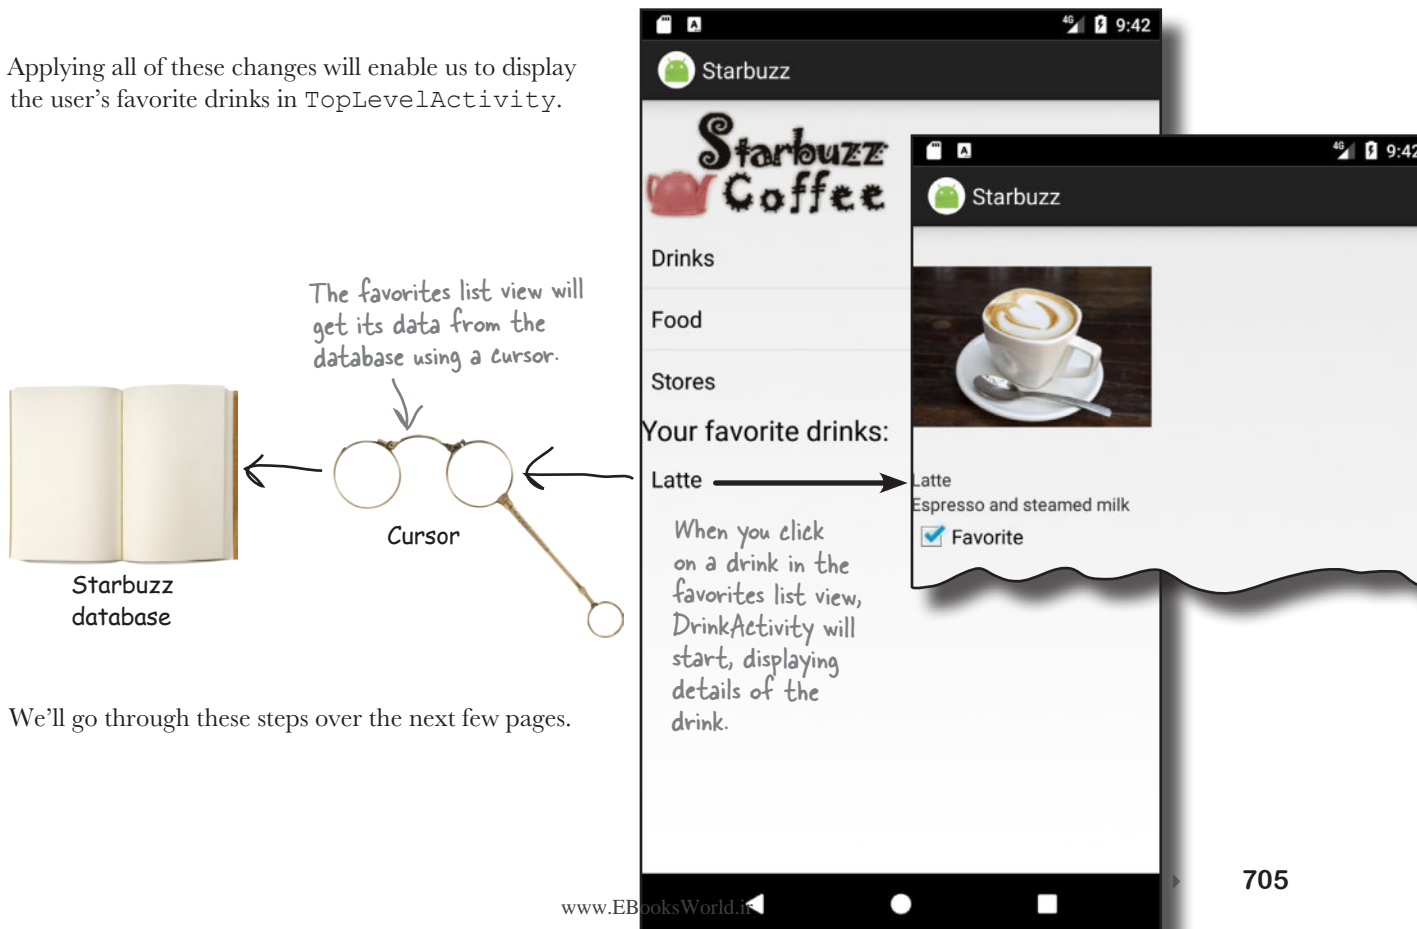 Applying all of these changes will enable us to display
the user's favorite drinks in TopLevelActivity.
The favorites list view will
get its data from the
database using a cursor.
Starbuzz
database
Cursor
We'll go through these steps over the next few pages.
4G 9:42
Starbuzz
Starbuzz
Coffee
Drinks
Food
Stores
Your favorite drinks:
Latte
When you click
on a drink in the
favorites list view,
DrinkActivity will
start, displaying
details of the
drink.
4G 9:42
Starbuzz
Latte
Espresso and steamed milk
Favorite
705
www.EBooksWorld.ir